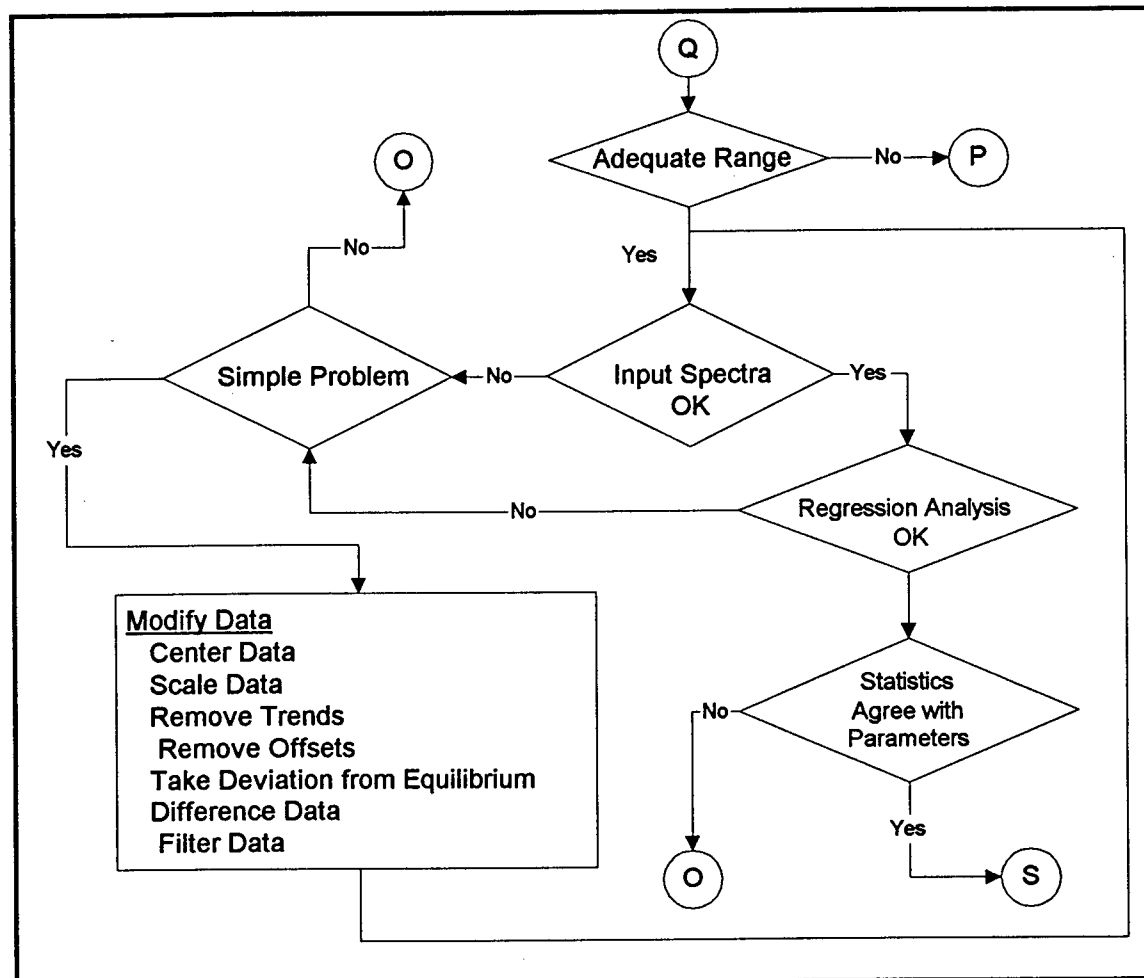 Q
Adequate Range
No
P
O
No
Yes
Simple Problem
No
Input Spectra
OK
Yes
Yes
No
Regression Analysis
OK
Modify Data
Center Data
Scale Data
Remove Trends
Remove Offsets
Take Deviation from Equilibrium
Difference Data
Filter Data
Statistics
Agree with
Parameters
No
Yes
O
S